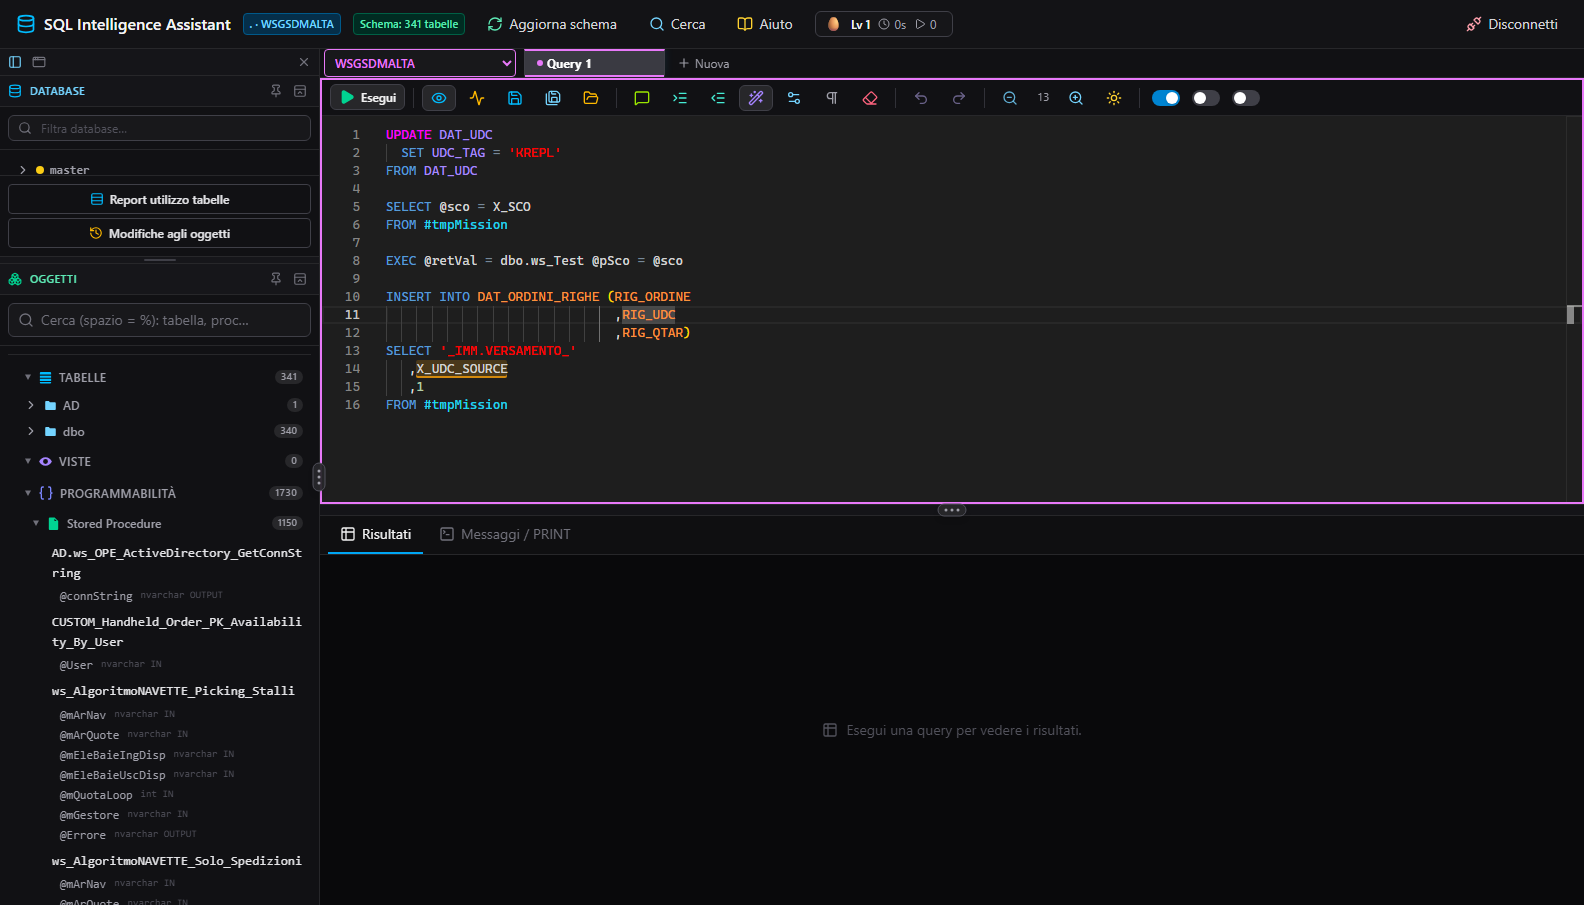 SQL Intelligence Assistant
WSGSDMALTA
Schema: 341 tabelle
Aggiorna schema
Cerca
Aiuto
Lv 1
0s
0
Disconnetti
DATABASE
Filtra database...
master
Report utilizzo tabelle
Modifiche agli oggetti
OGGETTI
Cerca (spazio = %): tabella, proc...
TABELLE 341
AD 1
dbo 340
VISTE 0
PROGRAMMABILITÀ 1730
Stored Procedure 1150
AD.ws_OPE_ActiveDirectory_GetConnSt
ring
@connString nvarchar OUTPUT
CUSTOM_Handheld_Order_PK_Availabili
ty_By_User
@User nvarchar IN
ws_AlgoritmoNAVETTE_Picking_Stalli
@mArNav nvarchar IN
@mArQuote nvarchar IN
@mEleBaieIngDisp nvarchar IN
@mEleBaieUscDisp nvarchar IN
@mQuotaLoop int IN
@mGestore nvarchar IN
@Errore nvarchar OUTPUT
ws_AlgoritmoNAVETTE_Solo_Spedizioni
@mArNav nvarchar IN
@mArQuote nvarchar IN
WSGSDMALTA
Query 1
Nuova
Esegui
13
1 UPDATE DAT_UDC
2 SET UDC_TAG = 'KREPL'
3 FROM DAT_UDC
4
5 SELECT @sco = X_SCO
6 FROM #tmpMission
7
8 EXEC @retVal = dbo.ws_Test @pSco = @sco
9
10 INSERT INTO DAT_ORDINI_RIGHE (RIG_ORDINE
11 ,RIG_UDC
12 ,RIG_QTAR)
13 SELECT '_IMM.VERSAMENTO_'
14 ,X_UDC_SOURCE
15 ,1
16 FROM #tmpMission
Risultati
Messaggi / PRINT
Esegui una query per vedere i risultati.